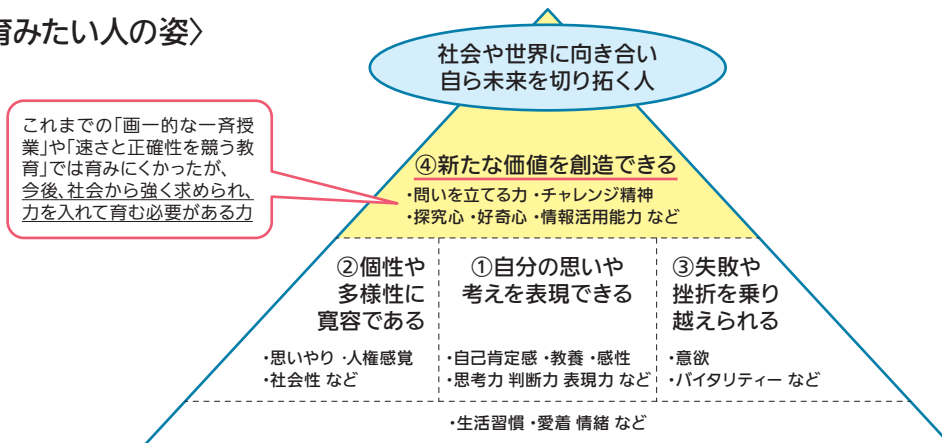 育みたい人の姿〉
社会や世界に向き合い
自ら未来を切り拓く人
これまでの「画一的な一斉授
業」や「速さと正確性を競う教
育」では育みにくかったが、
今後、社会から強く求められ、
力を入れて育む必要がある力
④新たな価値を創造できる
・問いを立てる力 ・チャレンジ精神
・探究心 ・好奇心 ・情報活用能力 など
②個性や
多様性に
寛容である
・思いやり ・人権感覚
・社会性 など
①自分の思いや
考えを表現できる
・自己肯定感 ・教養 ・感性
・思考力 判断力 表現力 など
③失敗や
挫折を乗り
越えられる
・意欲
・バイタリティー など
・生活習慣 ・愛着 情緒 など